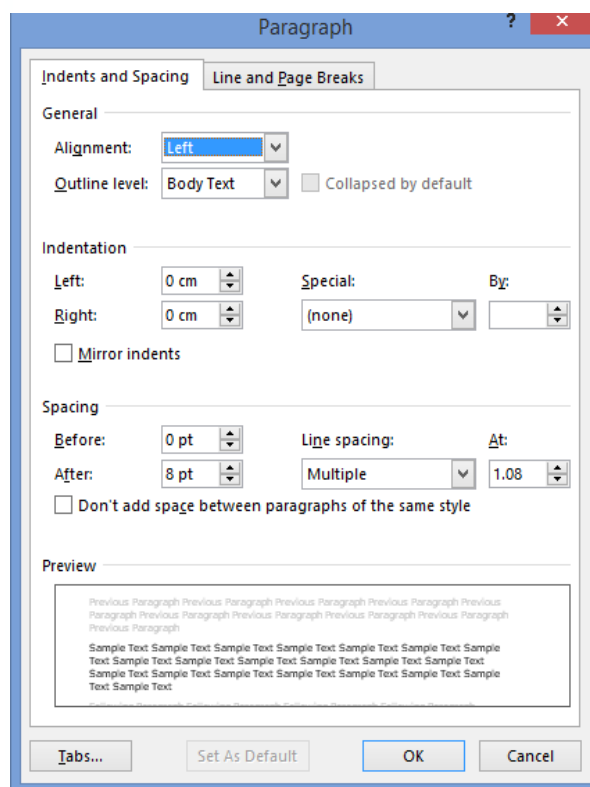 Paragraph ?
Indents and Spacing Line and Page Breaks
General
Alignment: Left
Outline level: Body Text Collapsed by default
Indentation
Left: 0 cm Special: By:
Right: 0 cm (none)
Mirror indents
Spacing
Before: 0 pt Line spacing: At:
After: 8 pt Multiple 1.08
Don't add space between paragraphs of the same style
Preview
Previous Paragraph Previous Paragraph Previous Paragraph Previous Paragraph Previous
Paragraph Previous Paragraph Previous Paragraph Previous Paragraph Previous Paragraph
Previous Paragraph
Sample Text Sample Text Sample Text Sample Text Sample Text Sample Text Sample
Text Sample Text Sample Text Sample Text Sample Text Sample Text Sample Text
Sample Text Sample Text Sample Text Sample Text Sample Text Sample Text Sample
Text Sample Text
Tabs... Set As Default OK Cancel